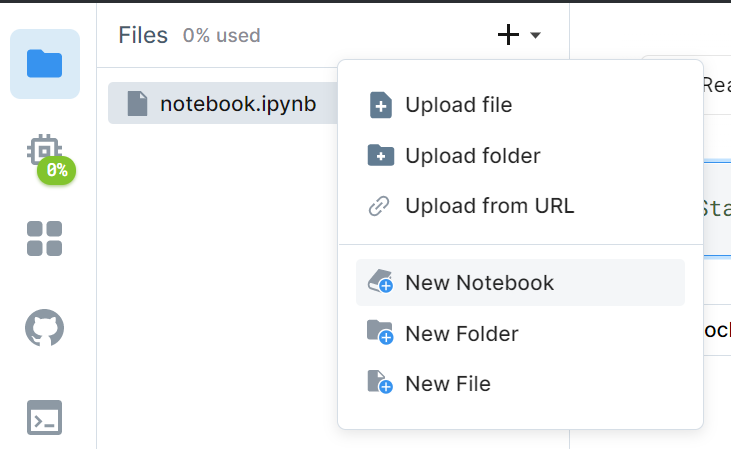 Files 0% used
notebook.ipynb
0%
Upload file
Upload folder
Upload from URL
New Notebook
New Folder
New File